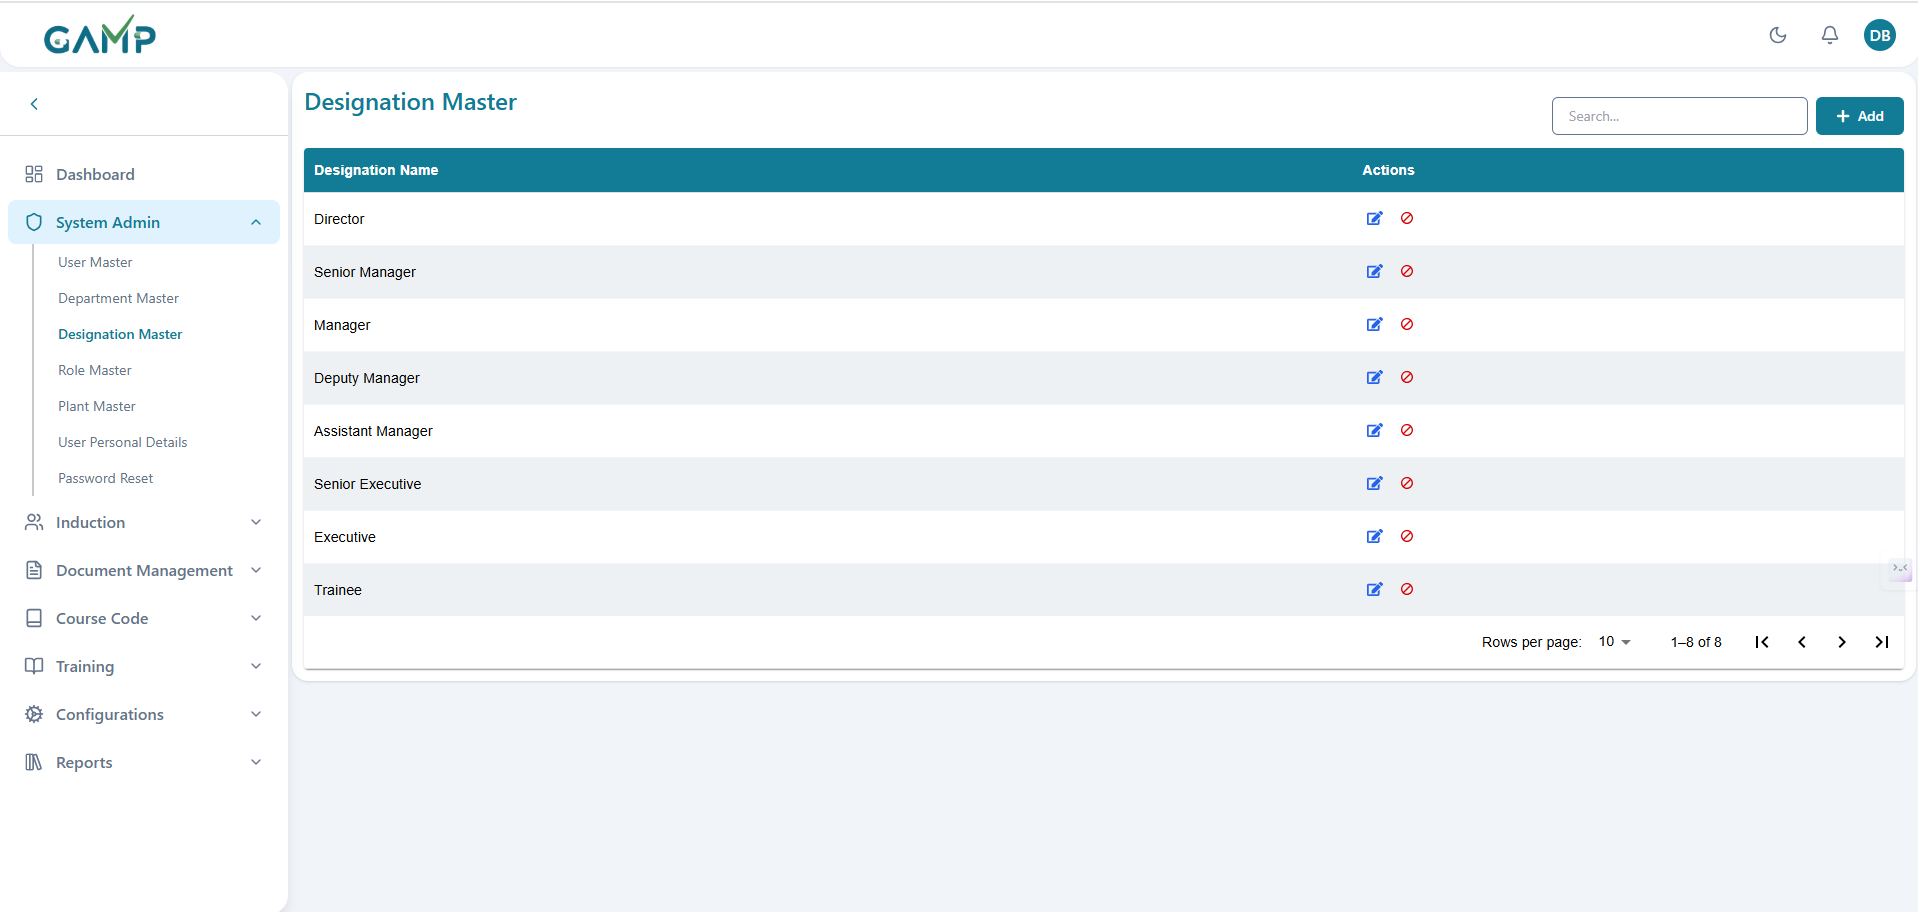 GAMP
DB
Designation Master
Search...
Add
Dashboard
System Admin
User Master
Department Master
Designation Master
Role Master
Plant Master
User Personal Details
Password Reset
Induction
Document Management
Course Code
Training
Configurations
Reports
Designation Name Actions
Director
Senior Manager
Manager
Deputy Manager
Assistant Manager
Senior Executive
Executive
Trainee
Rows per page: 10 1–8 of 8